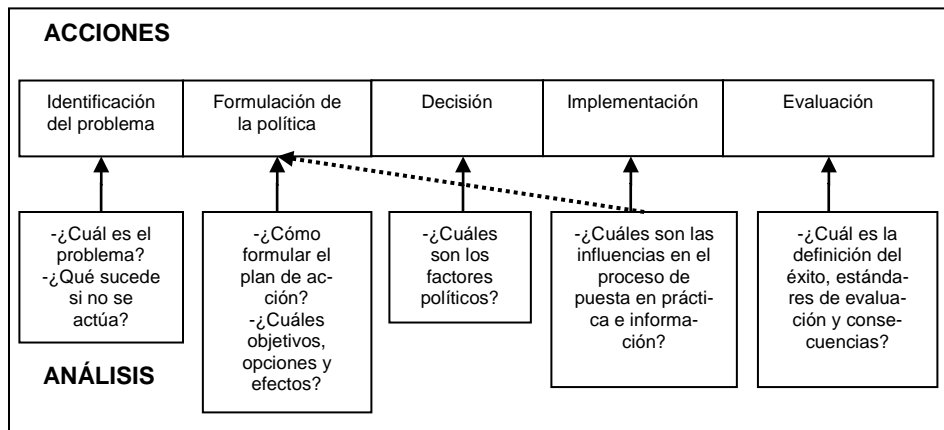 ACCIONES
Identificación
del problema
Formulación de
la política
Decisión
Implementación
Evaluación
-¿Cuál es el
problema?
-¿Qué sucede
si no se
actúa?
-¿Cómo
formular el
plan de ac-
ción?
-¿Cuáles
objetivos,
opciones y
efectos?
-¿Cuáles
son los
factores
políticos?
-¿Cuáles son las
influencias en el
proceso de
puesta en prácti-
ca e informa-
ción?
-¿Cuál es la
definición del
éxito, estánda-
res de evalua-
ción y conse-
cuencias?
ANÁLISIS